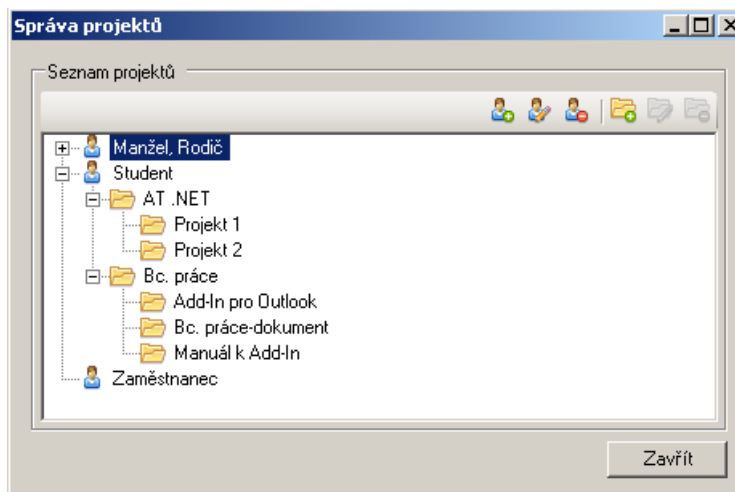 Správa projektů
Seznam projektů
Manžel, Rodič
Student
AT .NET
Projekt 1
Projekt 2
Bc. práce
Add-In pro Outlook
Bc. práce-dokument
Manuál k Add-In
Zaměstnanec
Zavřít